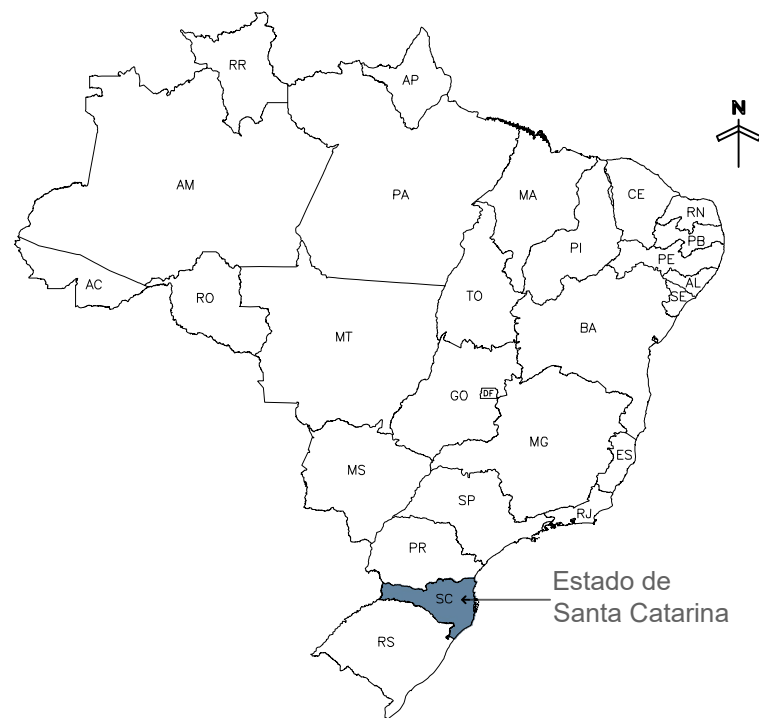 RR
AP
N
AM
PA
MA
CE
RN
PB
PI
PE
AL
SE
AC
RO
TO
BA
MT
GO
DF
MG
ES
MS
SP
RJ
PR
SC
Estado de
Santa Catarina
RS